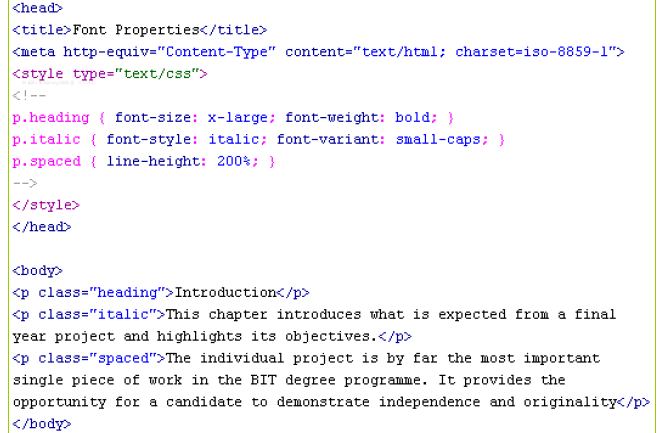 <head>
<title>Font Properties</title>
<meta http-equiv="Content-Type" content="text/html; charset=iso-8859-1">
<style type="text/css">
<!--
p.heading { font-size: x-large; font-weight: bold; }
p.italic { font-style: italic; font-variant: small-caps; }
p.spaced { line-height: 200%; }
-->
</style>
</head>

<body>
<p class="heading">Introduction</p>
<p class="italic">This chapter introduces what is expected from a final
year project and highlights its objectives.</p>
<p class="spaced">The individual project is by far the most important
single piece of work in the BIT degree programme. It provides the
opportunity for a candidate to demonstrate independence and originality</p>
</body>